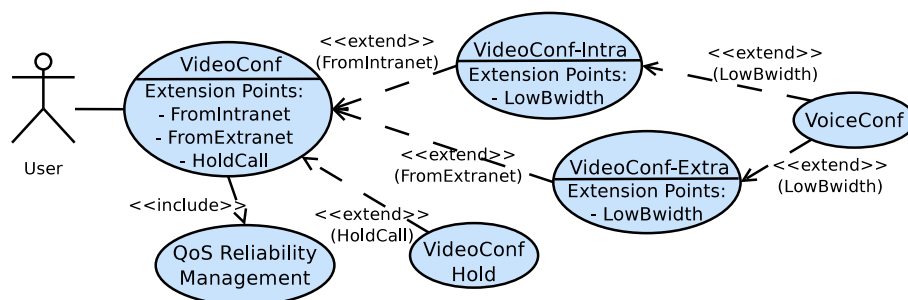 User
VideoConf
Extension Points:
- FromIntranet
- FromExtranet
- HoldCall
<<extend>>
(FromIntranet)
VideoConf-Intra
Extension Points:
- LowBwidth
<<extend>>
(LowBwidth)
VoiceConf
<<extend>>
(FromExtranet)
VideoConf-Extra
Extension Points:
- LowBwidth
<<extend>>
(LowBwidth)
<<include>>
QoS Reliability
Management
<<extend>>
(HoldCall)
VideoConf
Hold